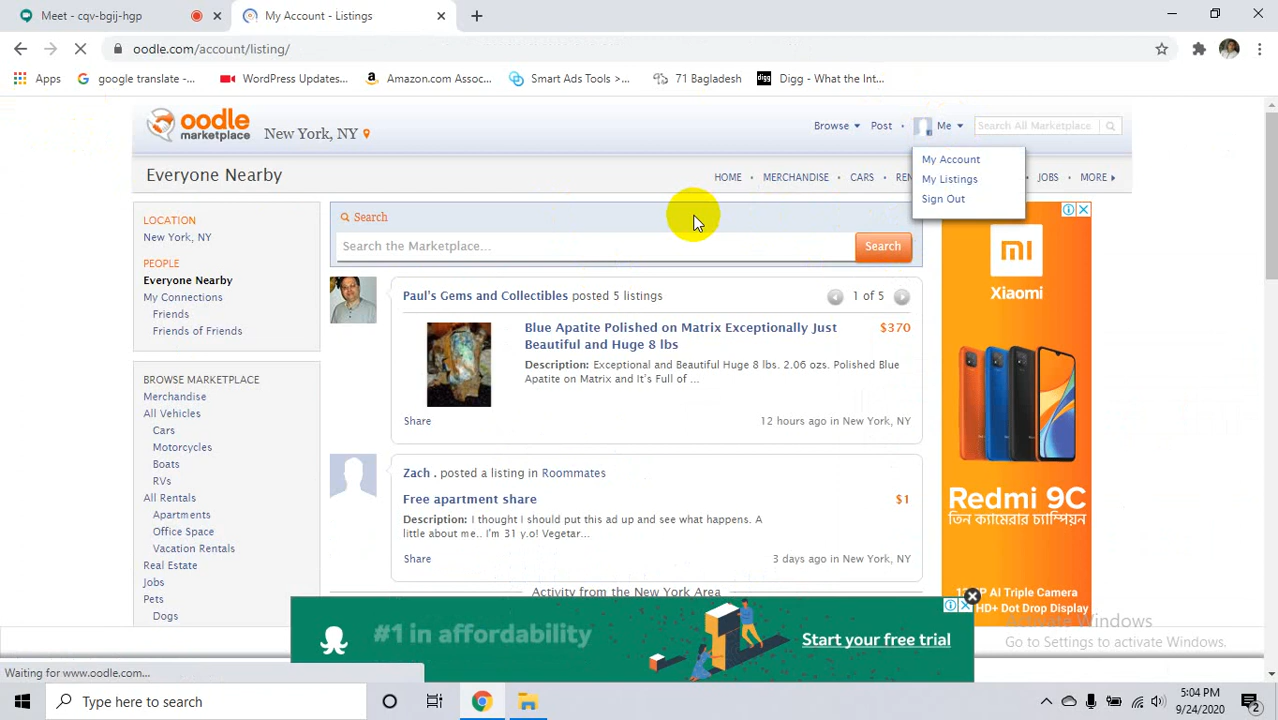 Meet - cqv-bgij-hgp
My Account - Listings
oodle.com/account/listing/
Apps
google translate -...
WordPress Updates...
Amazon.com Assoc...
Smart Ads Tools >...
71 Bagladesh
Digg - What the Int...
oodle
marketplace
New York, NY
Browse
Post
Me
Search All Marketplace
My Account
My Listings
Sign Out
Everyone Nearby
HOME
MERCHANDISE
CARS
REN
JOBS
MORE
LOCATION
New York, NY
PEOPLE
Everyone Nearby
My Connections
Friends
Friends of Friends
BROWSE MARKETPLACE
Merchandise
All Vehicles
Cars
Motorcycles
Boats
RVs
All Rentals
Apartments
Office Space
Vacation Rentals
Real Estate
Jobs
Pets
Dogs
Search
Search the Marketplace...
Search
Paul's Gems and Collectibles posted 5 listings
1 of 5
Blue Apatite Polished on Matrix Exceptionally Just
Beautiful and Huge 8 lbs
$370
Description: Exceptional and Beautiful Huge 8 lbs. 2.06 ozs. Polished Blue
Apatite on Matrix and It's Full of ...
Share
12 hours ago in New York, NY
Zach . posted a listing in Roommates
Free apartment share
$1
Description: I thought I should put this ad up and see what happens. A
little about me.. I'm 31 y.o! Vegetar...
Share
3 days ago in New York, NY
Activity from the New York Area
Xiaomi
Redmi 9C
তিন ক্যামেরার চ্যাম্পিয়ন
AI Triple Camera
HD+ Dot Drop Display
#1 in affordability
Start your free trial
Activate Windows
Go to Settings to activate Windows.
Waiting for www.oodle.com...
Type here to search
5:04 PM
9/24/2020
2